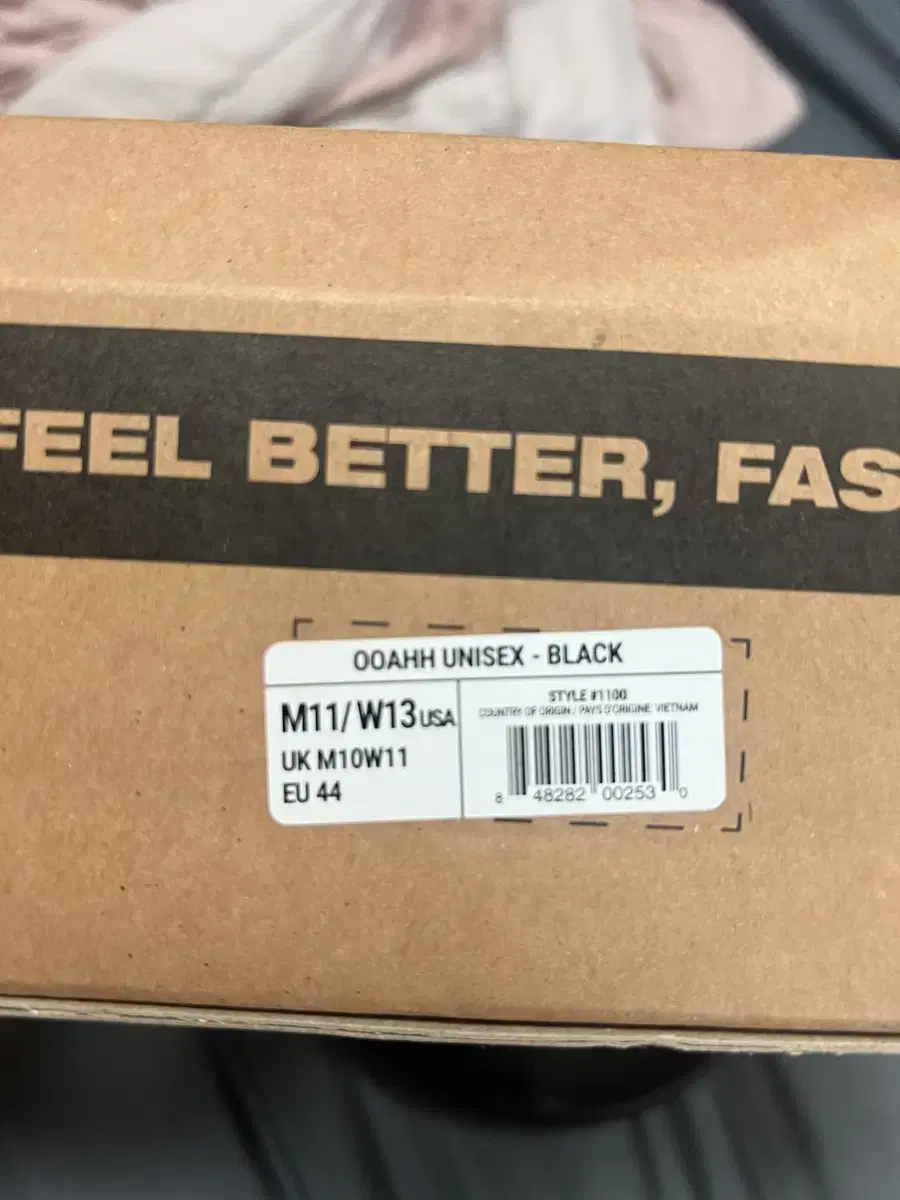 FEEL BETTER, FAS
OOAHH UNISEX - BLACK
M11/W13 USA
UK M10W11
EU 44
STYLE #1100
COUNTRY OF ORIGIN / PAYS D'ORIGINE: VIETNAM
8 48282 00253 0